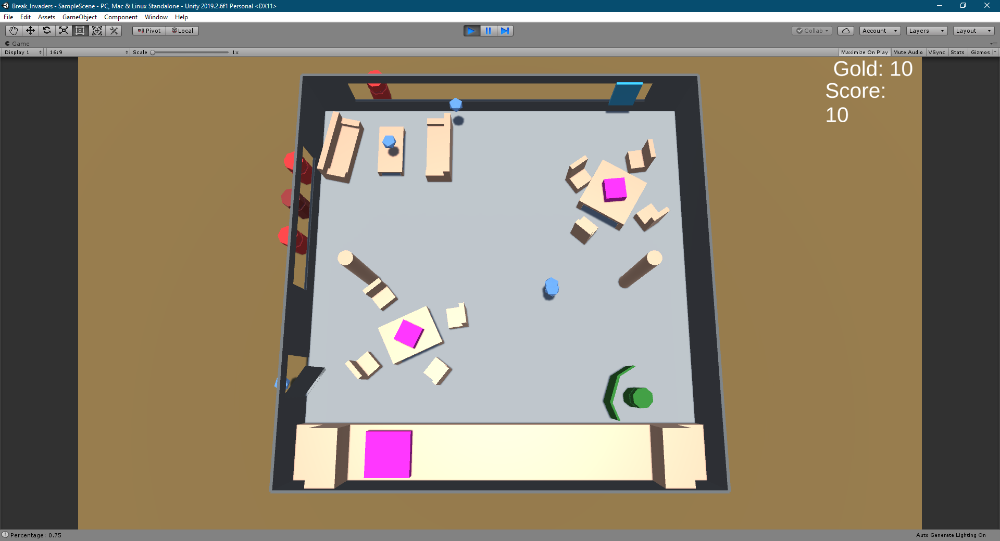 Break_Invaders - SampleScene - PC, Mac & Linux Standalone - Unity 2019.2.6f1 Personal <DX11>
File Edit Assets GameObject Component Window Help
Pivot Local Collab Account Layers Layout
Game
Display 1 16:9 Scale 1x Maximize On Play Mute Audio VSync Stats Gizmos
Gold: 10
Score:
10
Percentage: 0.75 Auto Generate Lighting On